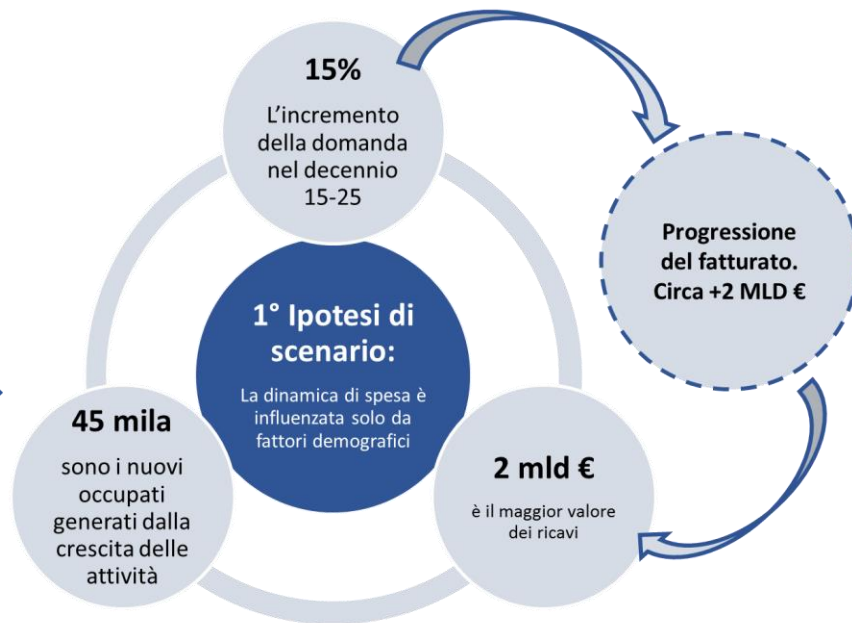 15%
L’incremento
della domanda
nel decennio
15-25
Progressione
del fatturato.
Circa +2 MLD €
1° Ipotesi di
scenario:
La dinamica di spesa è
influenzata solo da
fattori demografici
45 mila
sono i nuovi
occupati
generati dalla
crescita delle
attività
2 mld €
è il maggior valore
dei ricavi